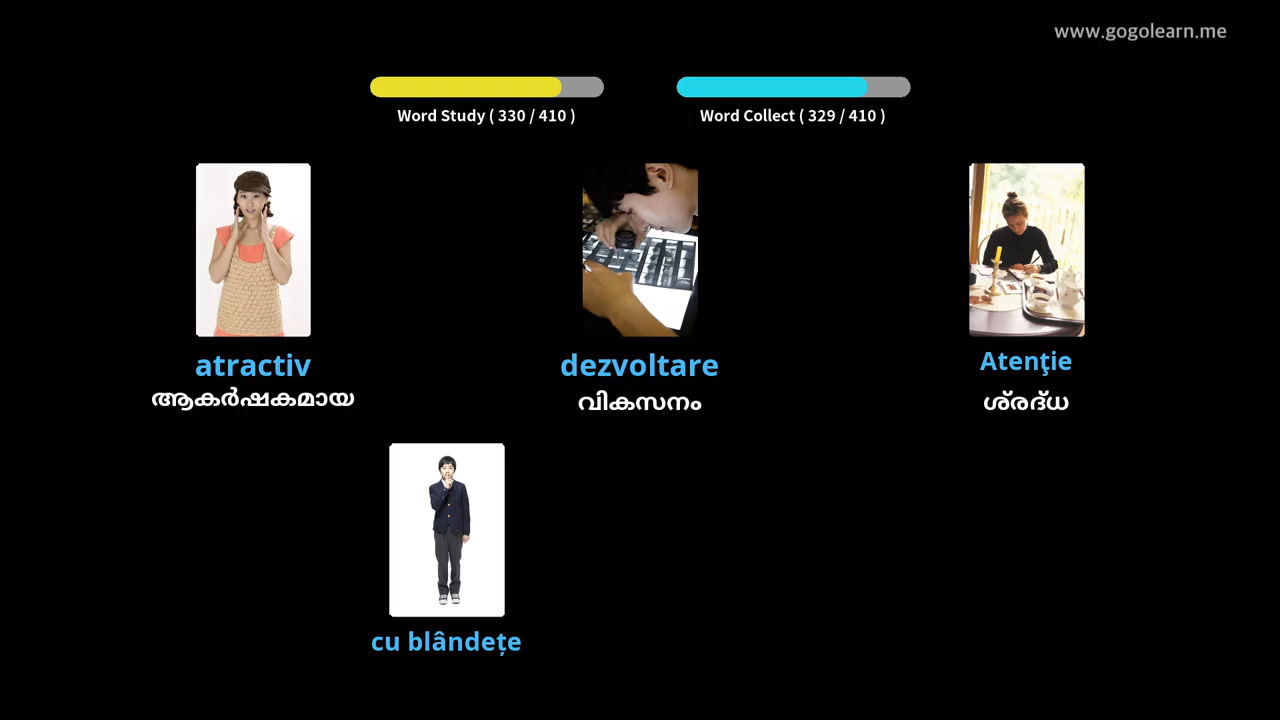 www.gogolearn.me
Word Study ( 330 / 410 )
Word Collect ( 329 / 410 )
atractiv
ആകർഷകമായ
dezvoltare
വികസനം
Atenţie
ശ്രദ്ധ
cu blândețe